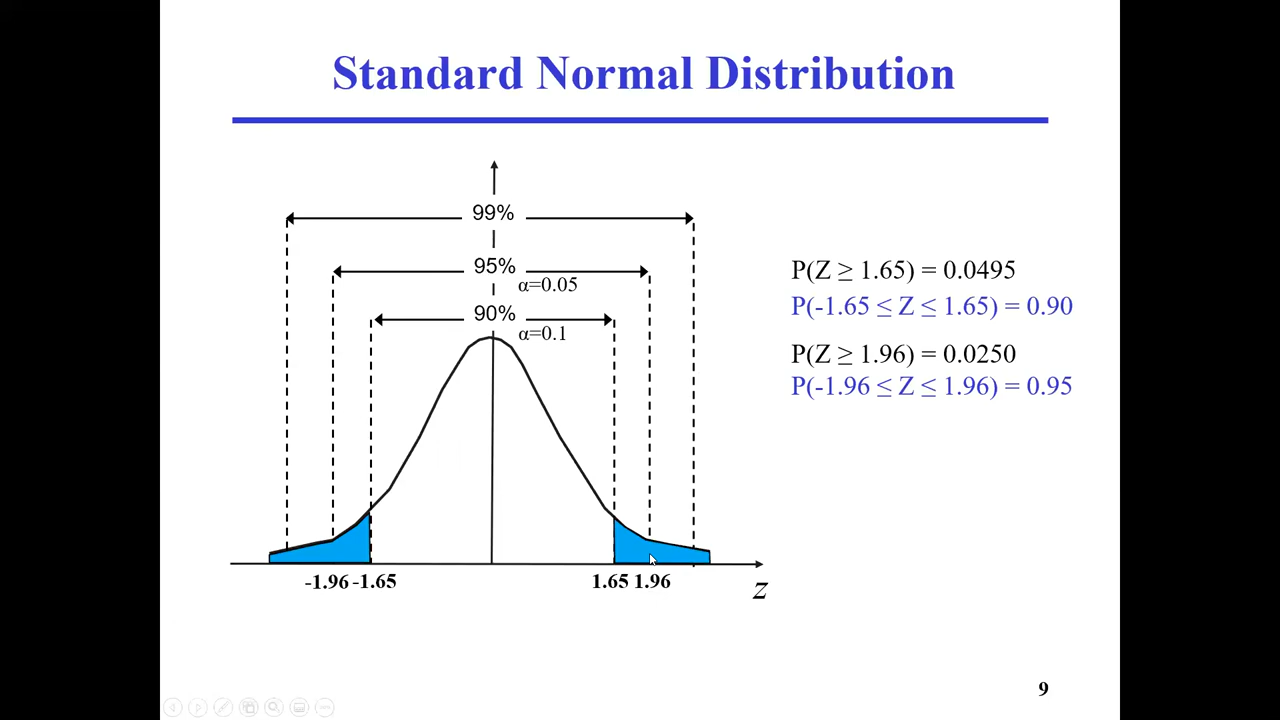 Standard Normal Distribution
99%
95%
α=0.05
90%
α=0.1
P(Z ≥ 1.65) = 0.0495
P(-1.65 ≤ Z ≤ 1.65) = 0.90
P(Z ≥ 1.96) = 0.0250
P(-1.96 ≤ Z ≤ 1.96) = 0.95
-1.96 -1.65 1.65 1.96
z
9